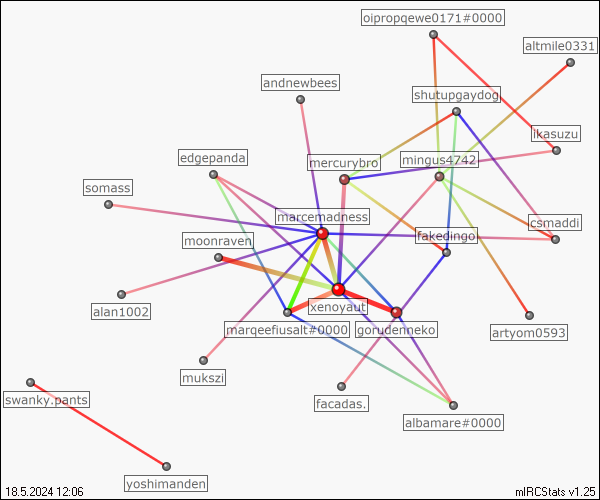 oipropqewe0171#0000
altmile0331
andnewbees
shutupgaydog
ikasuzu
edgepanda
mercurybro
mingus4742
somass
marcemadness
csmaddi
moonraven
fakedingo
xenoyaut
alan1002
marqeefiusalt#0000
gorudenneko
artyom0593
mukszi
swanky.pants
facadas.
albamare#0000
yoshimanden
18.5.2024 12:06
mIRCStats v1.25